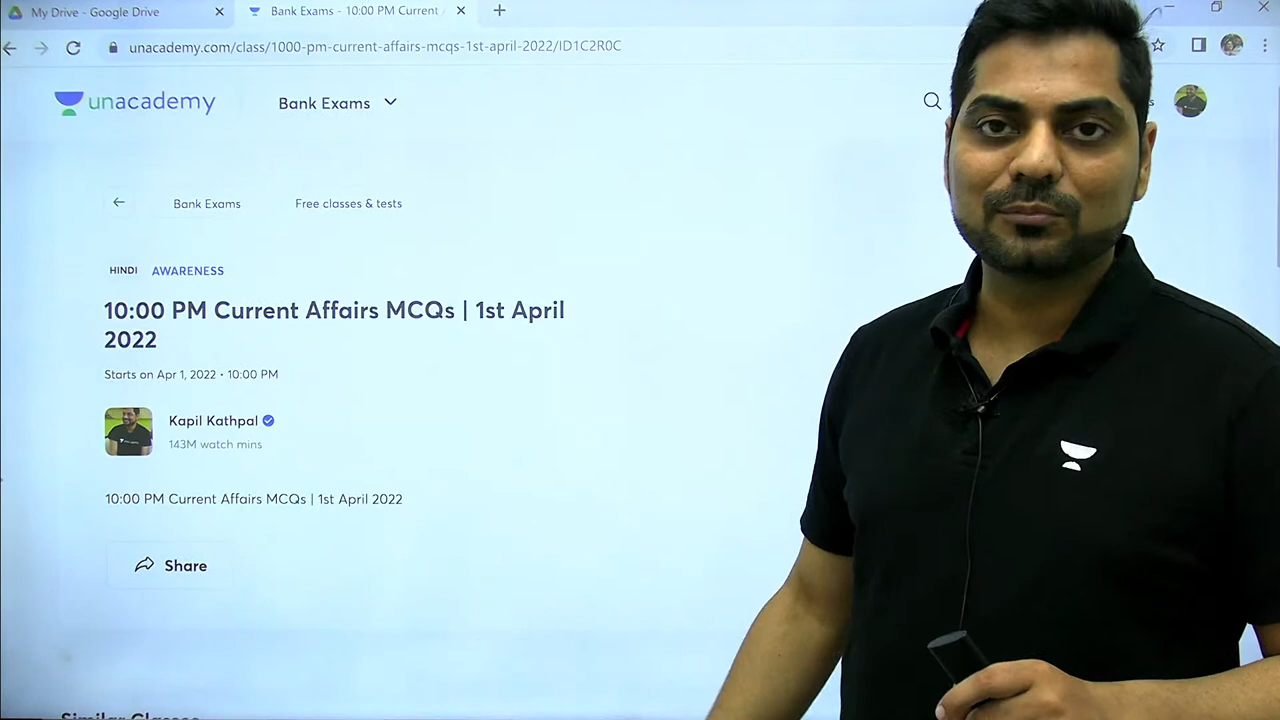 My Drive - Google Drive
Bank Exams - 10:00 PM Current
unacademy.com/class/1000-pm-current-affairs-mcqs-1st-april-2022/ID1C2R0C
unacademy
Bank Exams
Bank Exams
Free classes & tests
HINDI AWARENESS
10:00 PM Current Affairs MCQs | 1st April
2022
Starts on Apr 1, 2022 • 10:00 PM
Kapil Kathpal
143M watch mins
10:00 PM Current Affairs MCQs | 1st April 2022
Share
Similar Classes